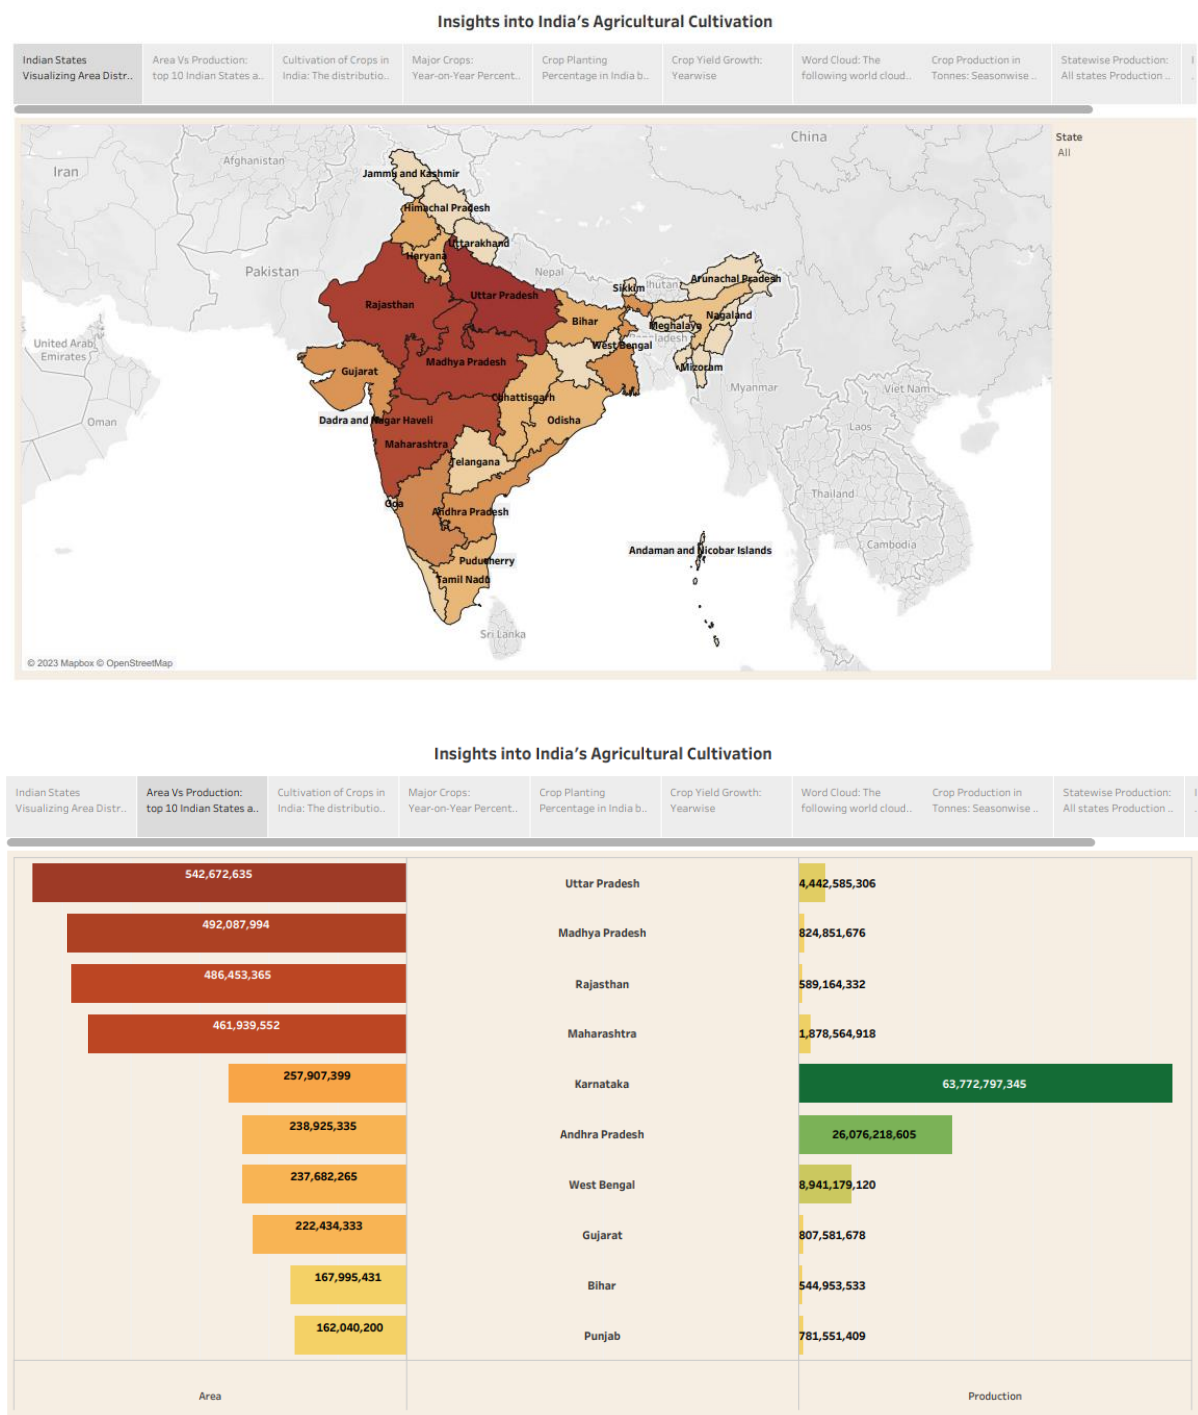 Insights into India's Agricultural Cultivation
Indian States
Visualizing Area Distr..
Area Vs Production:
top 10 Indian States a..
Cultivation of Crops in
India: The distributio..
Major Crops:
Year-on-Year Percent..
Crop Planting
Percentage in India b..
Crop Yield Growth:
Yearwise
Word Cloud: The
following world cloud..
Crop Production in
Tonnes: Seasonwise ..
Statewise Production:
All states Production ..
State
All
China
Afghanistan
Iran
Jammu and Kashmir
Himachal Pradesh
Uttarakhand
Haryana
Pakistan
Nepal
Sikkim
Bhutan
Arunachal Pradesh
Uttar Pradesh
Rajasthan
Bihar
Nagaland
Meghalaya
United Arab
Emirates
West Bengal
ladesh
Madhya Pradesh
Gujarat
Mizoram
Myanmar
Viet Nam
Chhattisgarh
Oman
Dadra and Nagar Haveli
Odisha
Laos
Maharashtra
Telangana
Thailand
Goa
Andhra Pradesh
Cambodia
Andaman and Nicobar Islands
Puducherry
Tamil Nadu
Sri Lanka
© 2023 Mapbox © OpenStreetMap
Insights into India's Agricultural Cultivation
Indian States
Visualizing Area Distr..
Area Vs Production:
top 10 Indian States a..
Cultivation of Crops in
India: The distributio..
Major Crops:
Year-on-Year Percent..
Crop Planting
Percentage in India b..
Crop Yield Growth:
Yearwise
Word Cloud: The
following world cloud..
Crop Production in
Tonnes: Seasonwise ..
Statewise Production:
All states Production ..
542,672,635 Uttar Pradesh 4,442,585,306
492,087,994 Madhya Pradesh 824,851,676
486,453,365 Rajasthan 589,164,332
461,939,552 Maharashtra 1,878,564,918
257,907,399 Karnataka 63,772,797,345
238,925,335 Andhra Pradesh 26,076,218,605
237,682,265 West Bengal 8,941,179,120
222,434,333 Gujarat 807,581,678
167,995,431 Bihar 544,953,533
162,040,200 Punjab 781,551,409
Area Production